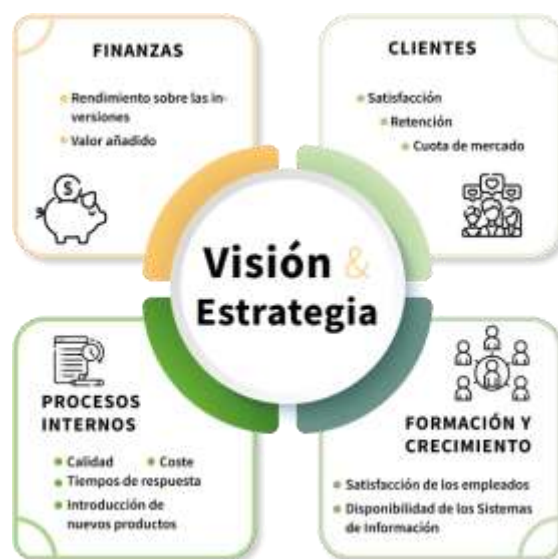 FINANZAS
Rendimiento sobre las in-
versiones
Valor añadido
$
CLIENTES
Satisfacción
Retención
Cuota de mercado
Visión &
Estrategia
PROCESOS
INTERNOS
Calidad
Coste
Tiempos de respuesta
Introducción de
nuevos productos
FORMACIÓN Y
CRECIMIENTO
Satisfacción de los empleados
Disponibilidad de los Sistemas
de Información